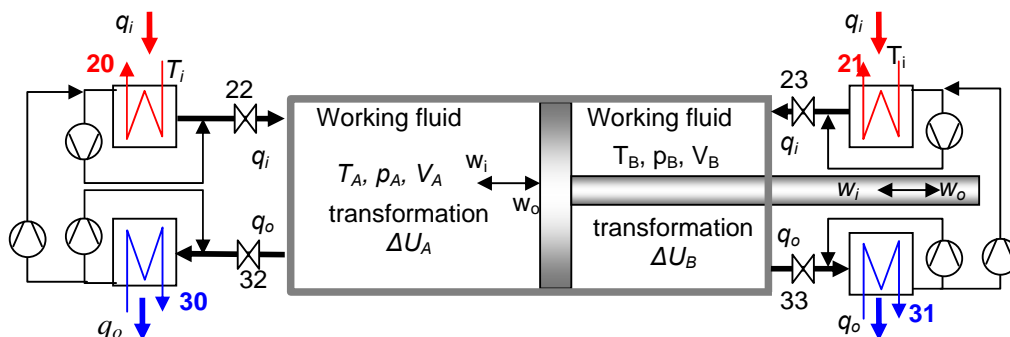 qi
20
Ti
22
qi
Working fluid
TA, pA, VA
transformation
ΔUA
wi
wo
Working fluid
TB, pB, VB
wi
wo
transformation
ΔUB
qi
23
21
Ti
qi
qo
32
30
qo
qo
33
31
qo